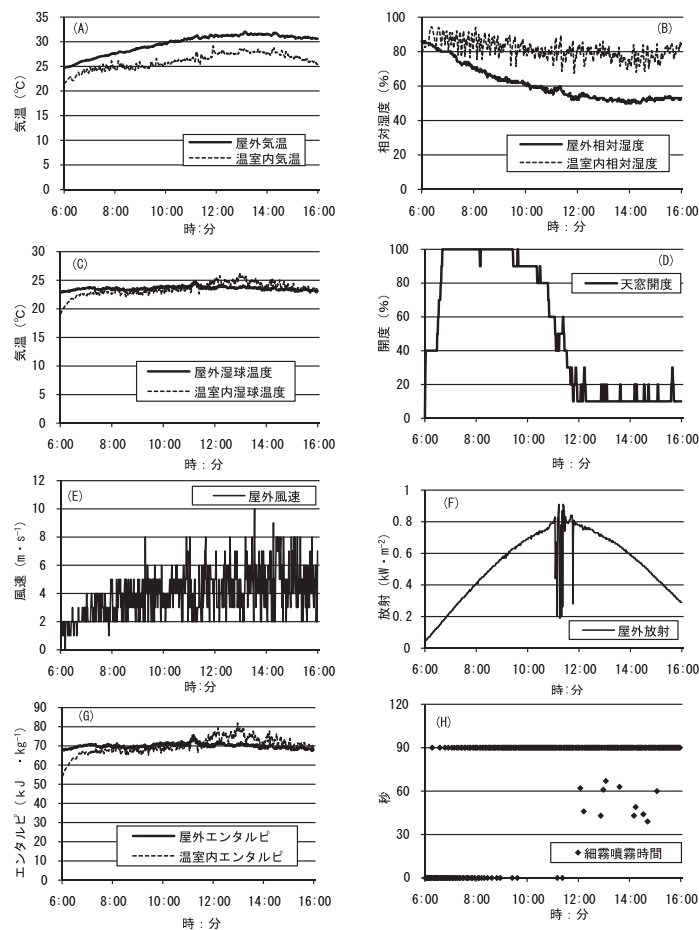 (A)
35
30
25
20
15
10
5
0
気温（℃）
屋外気温
温室内気温
6:00 8:00 10:00 12:00 14:00 16:00
時:分
(B)
100
80
60
40
20
0
相対湿度（%）
屋外相対湿度
温室内相対湿度
6:00 8:00 10:00 12:00 14:00 16:00
時：分
(C)
30
25
20
15
10
5
0
気温（℃）
屋外湿球温度
温室内湿球温度
6:00 8:00 10:00 12:00 14:00 16:00
時：分
(D)
100
80
60
40
20
0
開度（%）
天窓開度
6:00 8:00 10:00 12:00 14:00 16:00
時：分
(E)
12
10
8
6
4
2
0
風速（m・s⁻¹）
屋外風速
6:00 8:00 10:00 12:00 14:00 16:00
時：分
(F)
1
0.8
0.6
0.4
0.2
0
放射（kW・m⁻²）
屋外放射
6:00 8:00 10:00 12:00 14:00 16:00
時：分
(G)
90
80
70
60
50
40
30
20
10
0
エンタルピ（ｋJ ・kg⁻¹）
屋外エンタルピ
温室内エンタルピ
6:00 8:00 10:00 12:00 14:00 16:00
時：分
(H)
120
90
60
30
0
秒
細霧噴霧時間
6:00 8:00 10:00 12:00 14:00 16:00
時：分